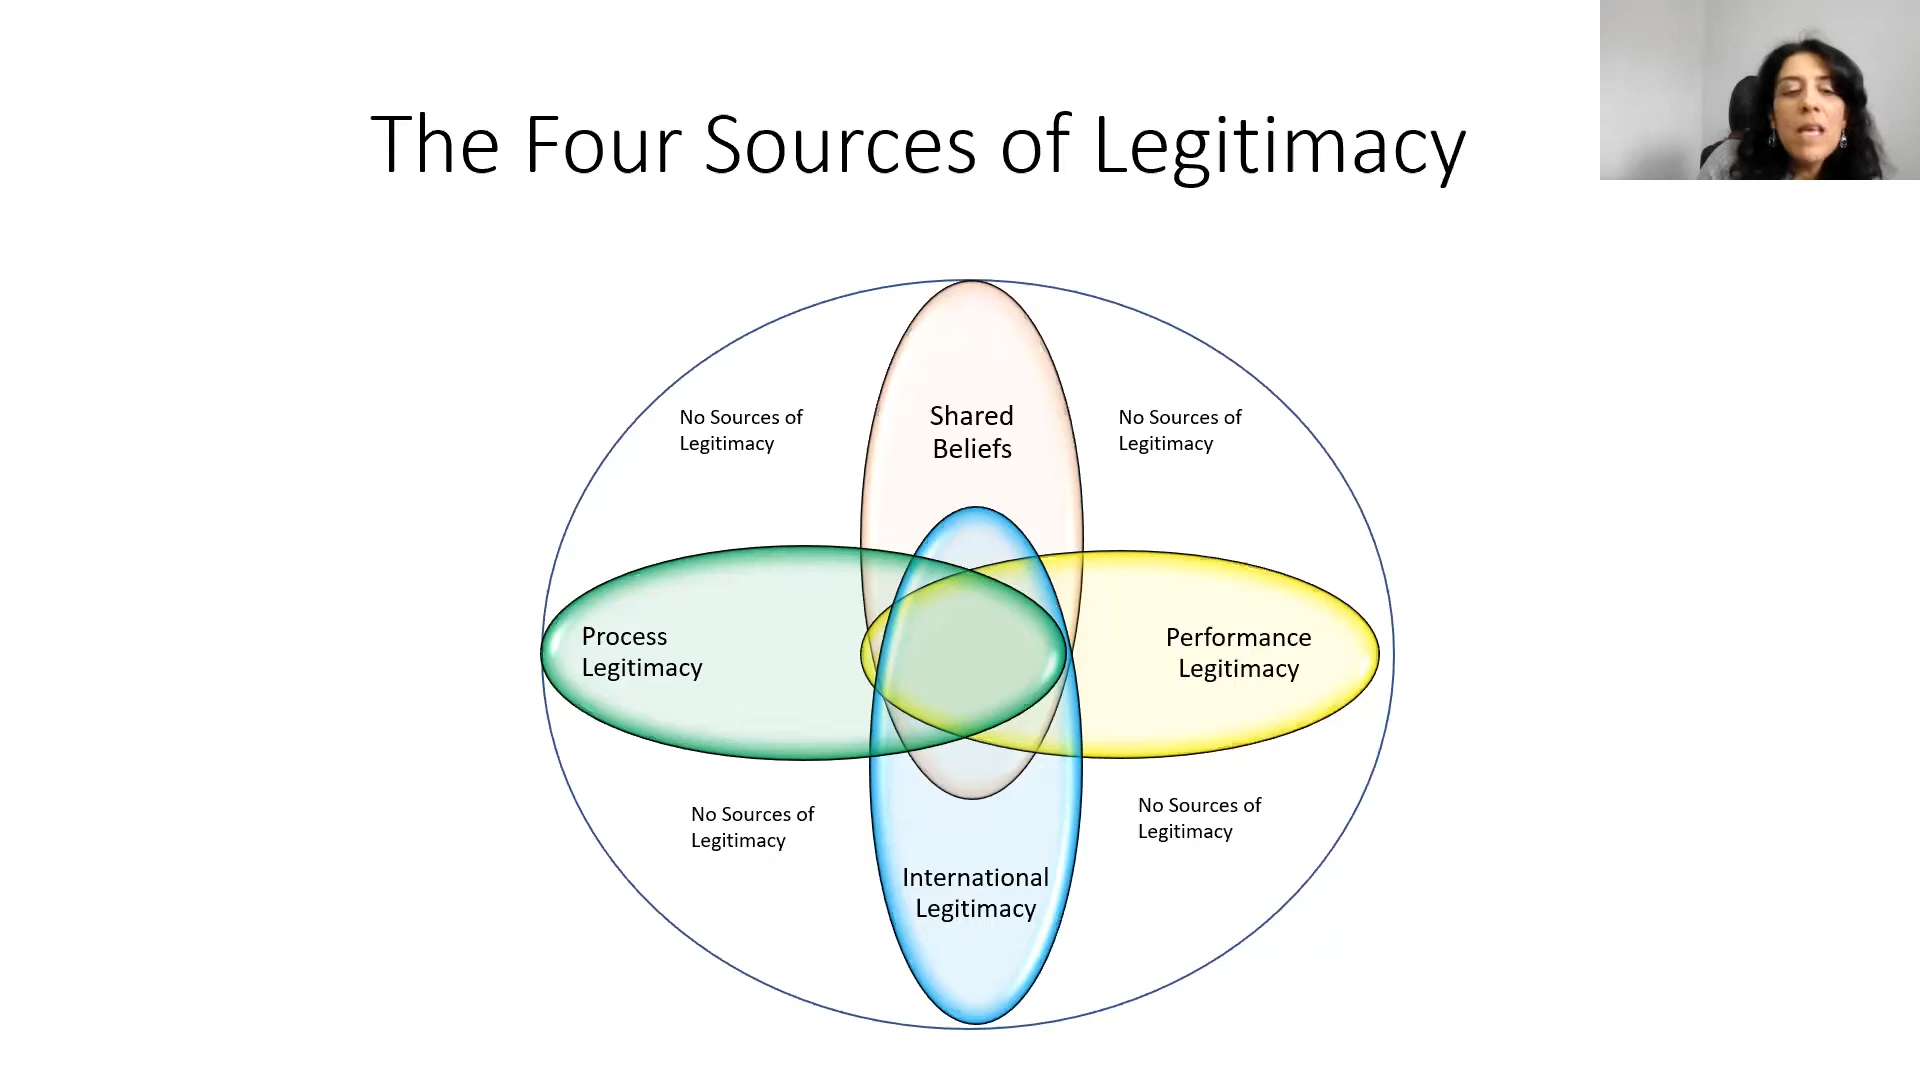 The Four Sources of Legitimacy
No Sources of
Legitimacy
Shared
Beliefs
No Sources of
Legitimacy
Process
Legitimacy
Performance
Legitimacy
No Sources of
Legitimacy
No Sources of
Legitimacy
International
Legitimacy